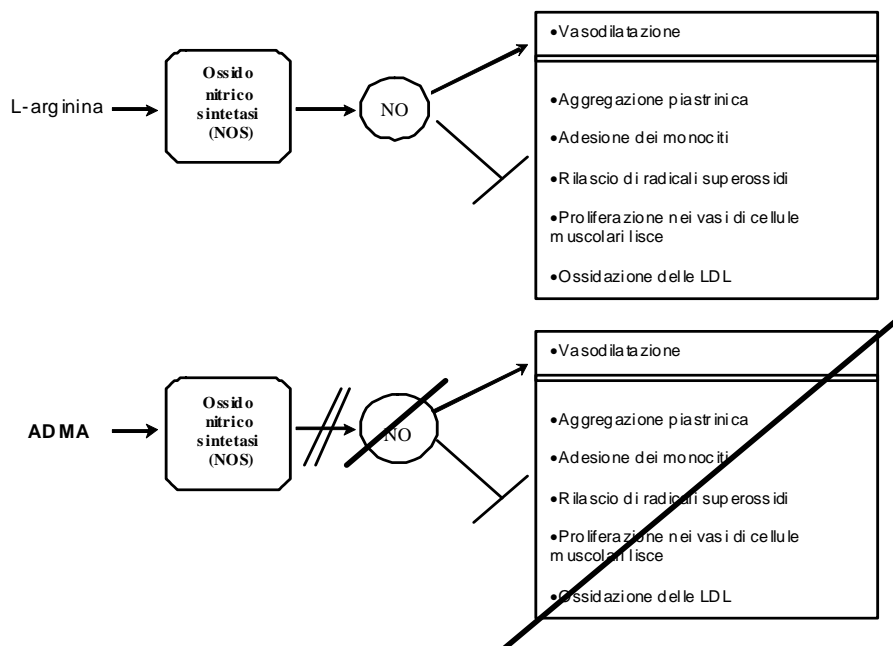 •Vasodilatazione
L-arginina
Ossido
nitrico
sintetasi
(NOS)
NO
•Aggregazione piastrinica
•Adesione dei monociti
•Rilascio di radicali superossidi
•Proliferazione nei vasi di cellule
muscolari lisce
•Ossidazione delle LDL
•Vasodilatazione
ADMA
Ossido
nitrico
sintetasi
(NOS)
NO
•Aggregazione piastrinica
•Adesione dei monociti
•Rilascio di radicali superossidi
•Proliferazione nei vasi di cellule
muscolari lisce
•Ossidazione delle LDL